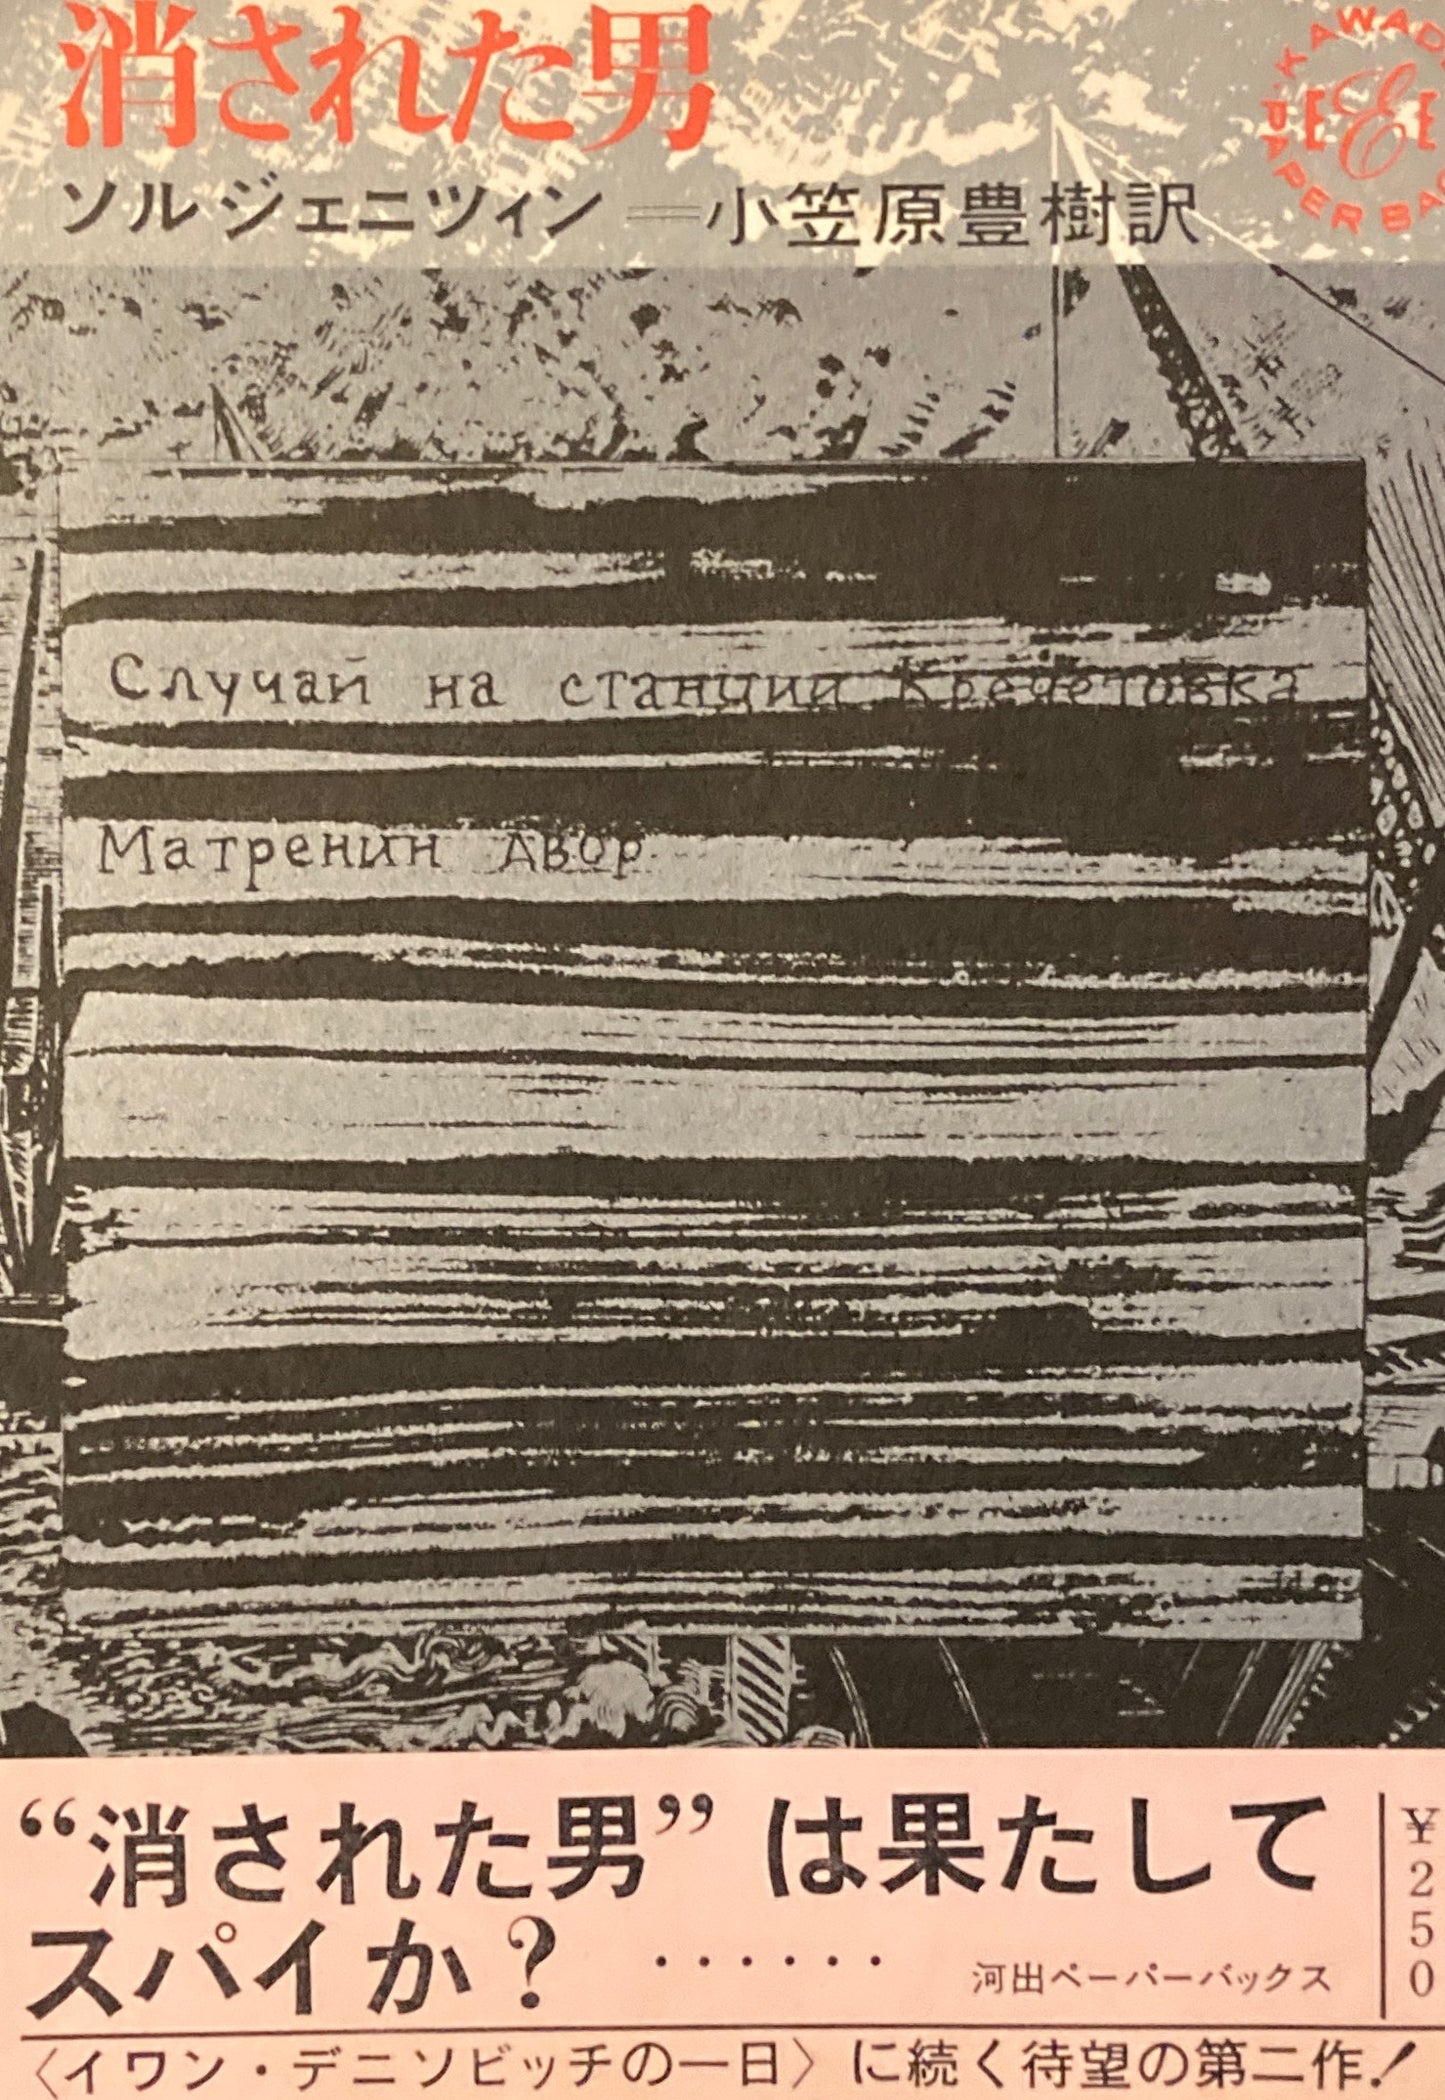 消された男
KAWADE PAPER BAC
E
ソルジェニツィン＝小笠原豊樹訳
Случай на станции Кречетовка
Матренин двор
“消された男”は果たして
スパイか？ ‥‥‥
河出ペーパーバックス
¥250
〈イワン・デニソビッチの一日〉に続く待望の第二作！